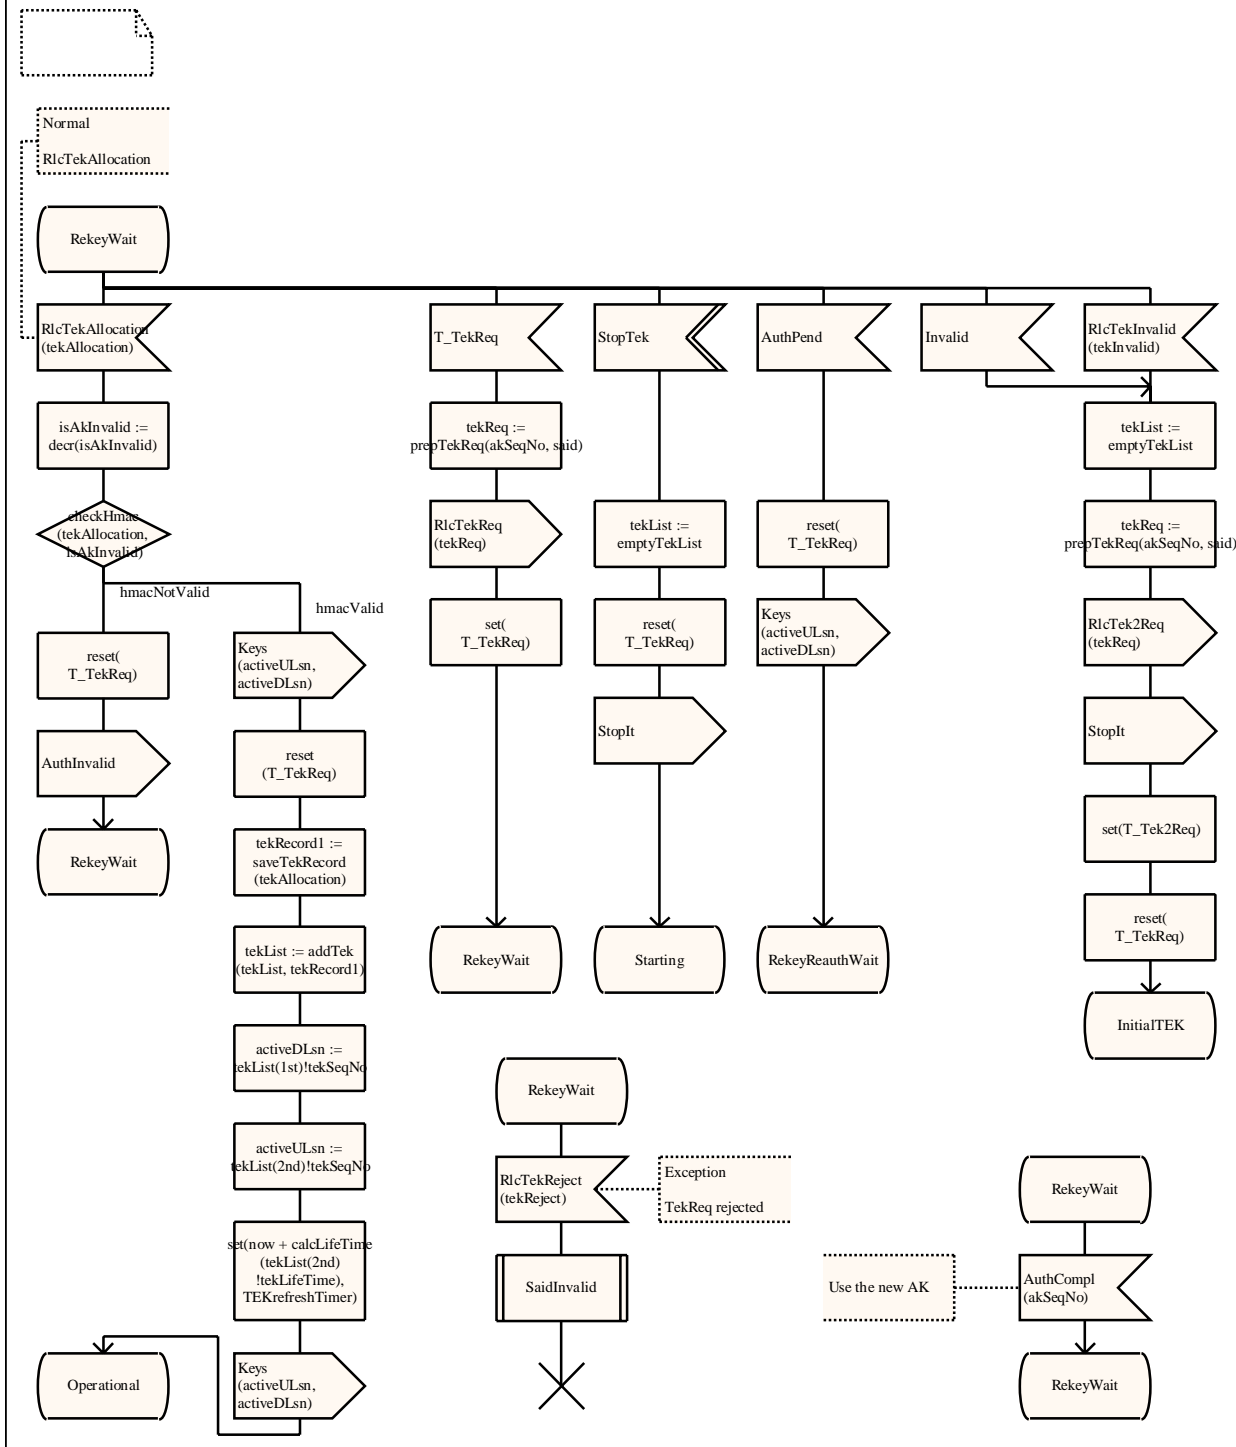 Normal
RlcTekAllocation
RekeyWait
RlcTekAllocation
(tekAllocation)
isAkInvalid :=
decr(isAkInvalid)
checkHmac
(tekAllocation,
isAkInvalid)
hmacNotValid
hmacValid
reset(
T_TekReq)
AuthInvalid
RekeyWait
Keys
(activeULsn,
activeDLsn)
reset
(T_TekReq)
tekRecord1 :=
saveTekRecord
(tekAllocation)
tekList := addTek
(tekList, tekRecord1)
activeDLsn :=
tekList(1st)!tekSeqNo
activeULsn :=
tekList(2nd)!tekSeqNo
set(now + calcLifeTime
(tekList(2nd)
!tekLifeTime),
TEKrefreshTimer)
Keys
(activeULsn,
activeDLsn)
Operational
T_TekReq
tekReq :=
prepTekReq(akSeqNo, said)
RlcTekReq
(tekReq)
set(
T_TekReq)
RekeyWait
StopTek
tekList :=
emptyTekList
reset(
T_TekReq)
StopIt
Starting
AuthPend
reset(
T_TekReq)
Keys
(activeULsn,
activeDLsn)
RekeyReauthWait
Invalid
RlcTekInvalid
(tekInvalid)
tekList :=
emptyTekList
tekReq :=
prepTekReq(akSeqNo, said)
RlcTek2Req
(tekReq)
StopIt
set(T_Tek2Req)
reset(
T_TekReq)
InitialTEK
RekeyWait
RlcTekReject
(tekReject)
Exception
TekReq rejected
SaidInvalid
RekeyWait
Use the new AK
AuthCompl
(akSeqNo)
RekeyWait